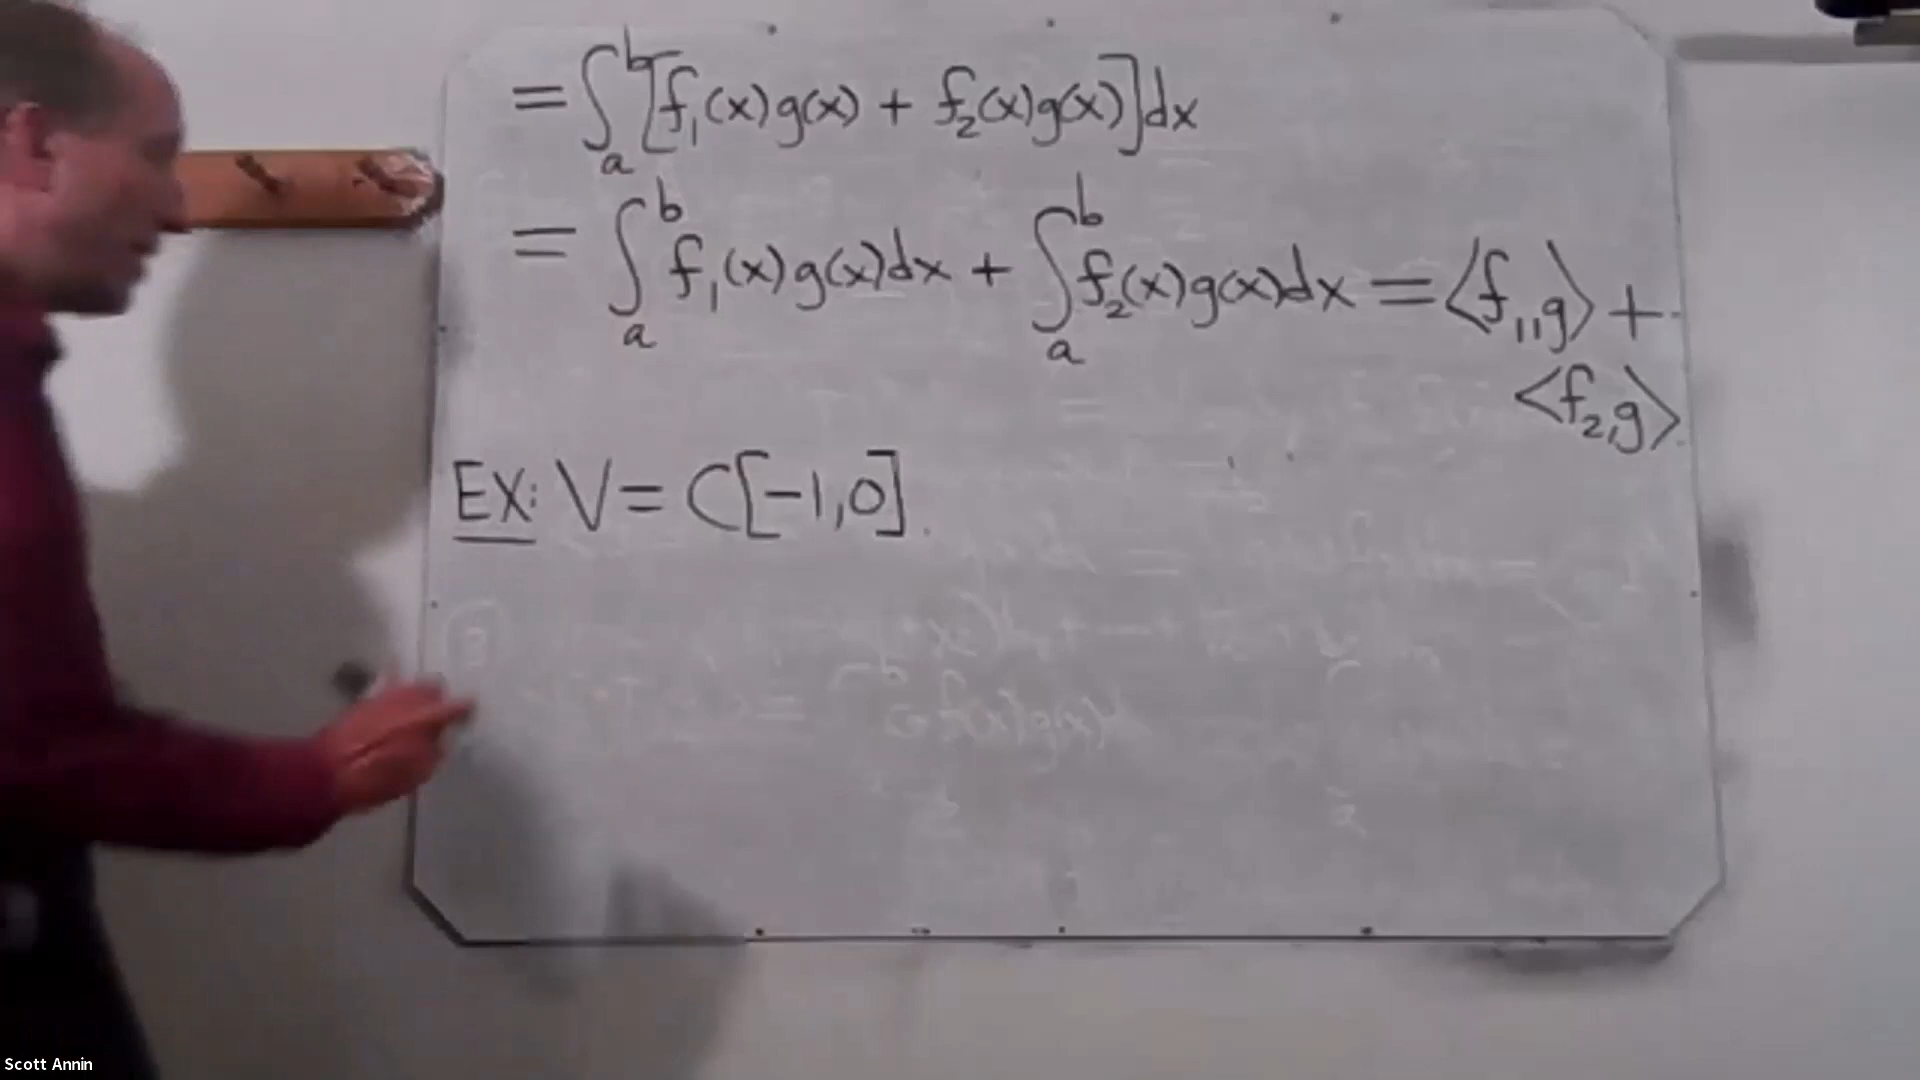 = ∫_a^b [f₁(x)g(x) + f₂(x)g(x)]dx
= ∫_a^b f₁(x)g(x)dx + ∫_a^b f₂(x)g(x)dx = ⟨f₁,g⟩ +
⟨f₂,g⟩
EX: V = C[-1,0].
Scott Annin